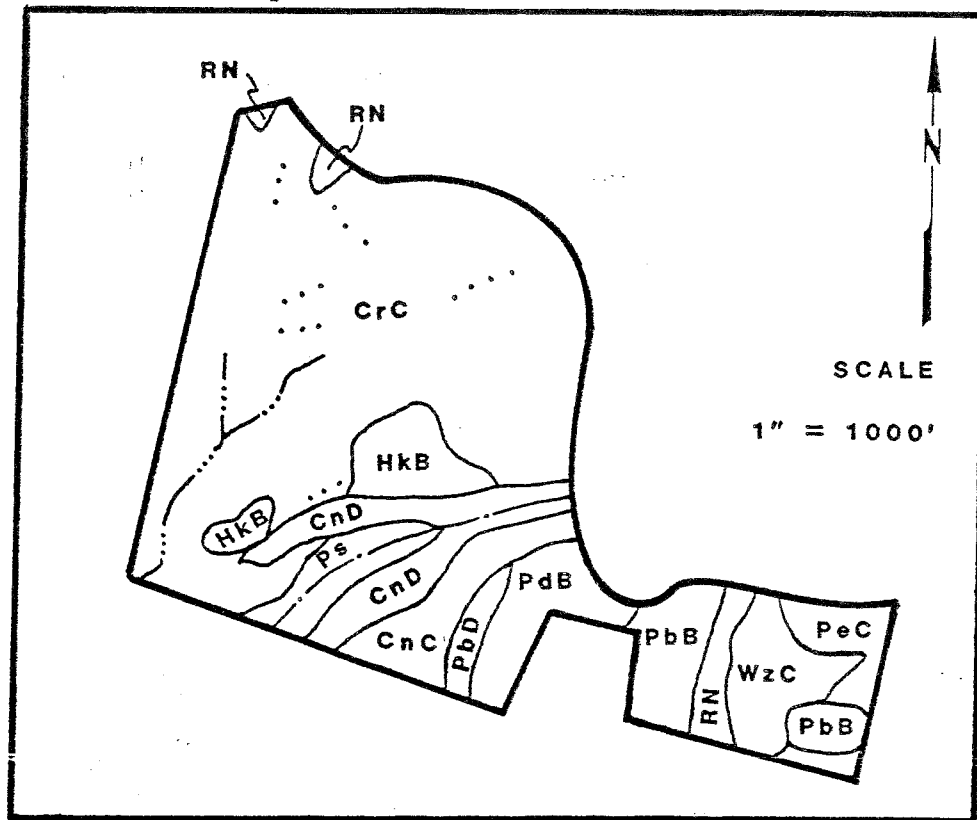 RN
RN
N
CrC
SCALE
1" = 1000'
HkB
HkB
CnD
Ps
CnD
PdB
CnC
PbD
PbB
PeC
WzC
RN
PbB